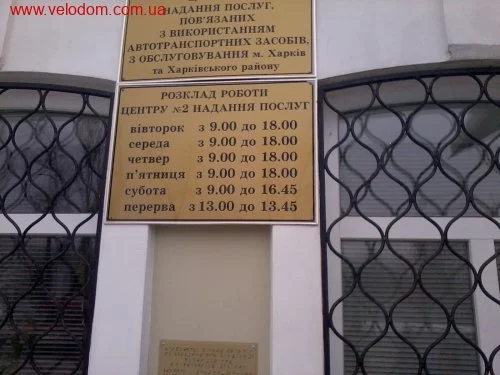 www.velodom.com.ua
НАДАННЯ ПОСЛУГ,
ПОВ'ЯЗАНИХ
З ВИКОРИСТАННЯМ
АВТОТРАНСПОРТНИХ ЗАСОБІВ,
З ОБСЛУГОВУВАННЯ м. Харків
та Харківського району
РОЗКЛАД РОБОТИ
ЦЕНТРУ №2 НАДАННЯ ПОСЛУГ
вівторок з 9.00 до 18.00
середа з 9.00 до 18.00
четвер з 9.00 до 18.00
п'ятниця з 9.00 до 18.00
субота з 9.00 до 16.45
перерва з 13.00 до 13.45